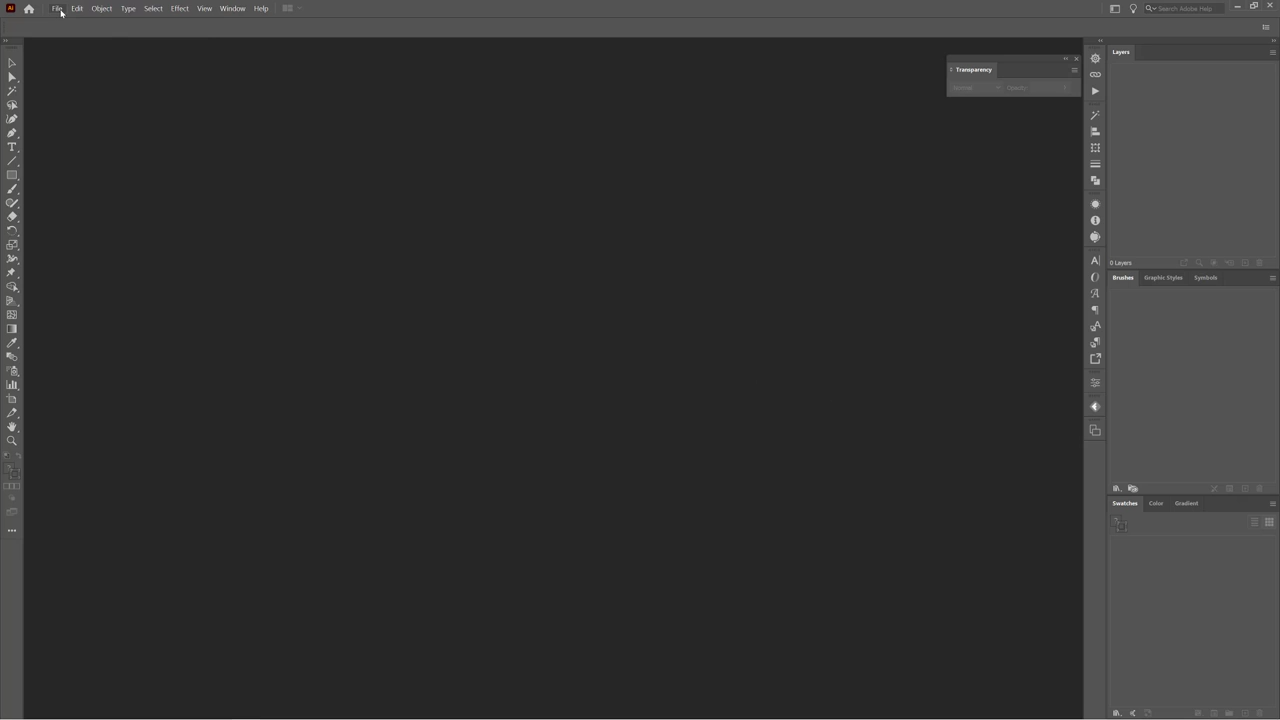 Ai File Edit Object Type Select Effect View Window Help Search Adobe Help
Layers
Transparency
Normal Opacity:
0 Layers
Brushes Graphic Styles Symbols
Swatches Color Gradient